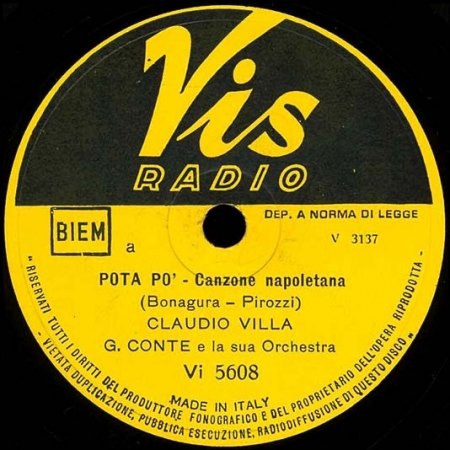 Vis
RADIO
DEP. A NORMA DI LEGGE
BIEM
a
V 3137
POTA PO' - Canzone napoletana
(Bonagura - Pirozzi)
CLAUDIO VILLA
G. CONTE e la sua Orchestra
Vi 5608
MADE IN ITALY
"RISERVATI TUTTI I DIRITTI DEL PRODUTTORE FONOGRAFICO E DEL PROPRIETARIO DELL'OPERA RIPRODOTTA -
- VIETATA DUPLICAZIONE, PUBBLICA ESECUZIONE, RADIODIFFUSIONE DI QUESTO DISCO"